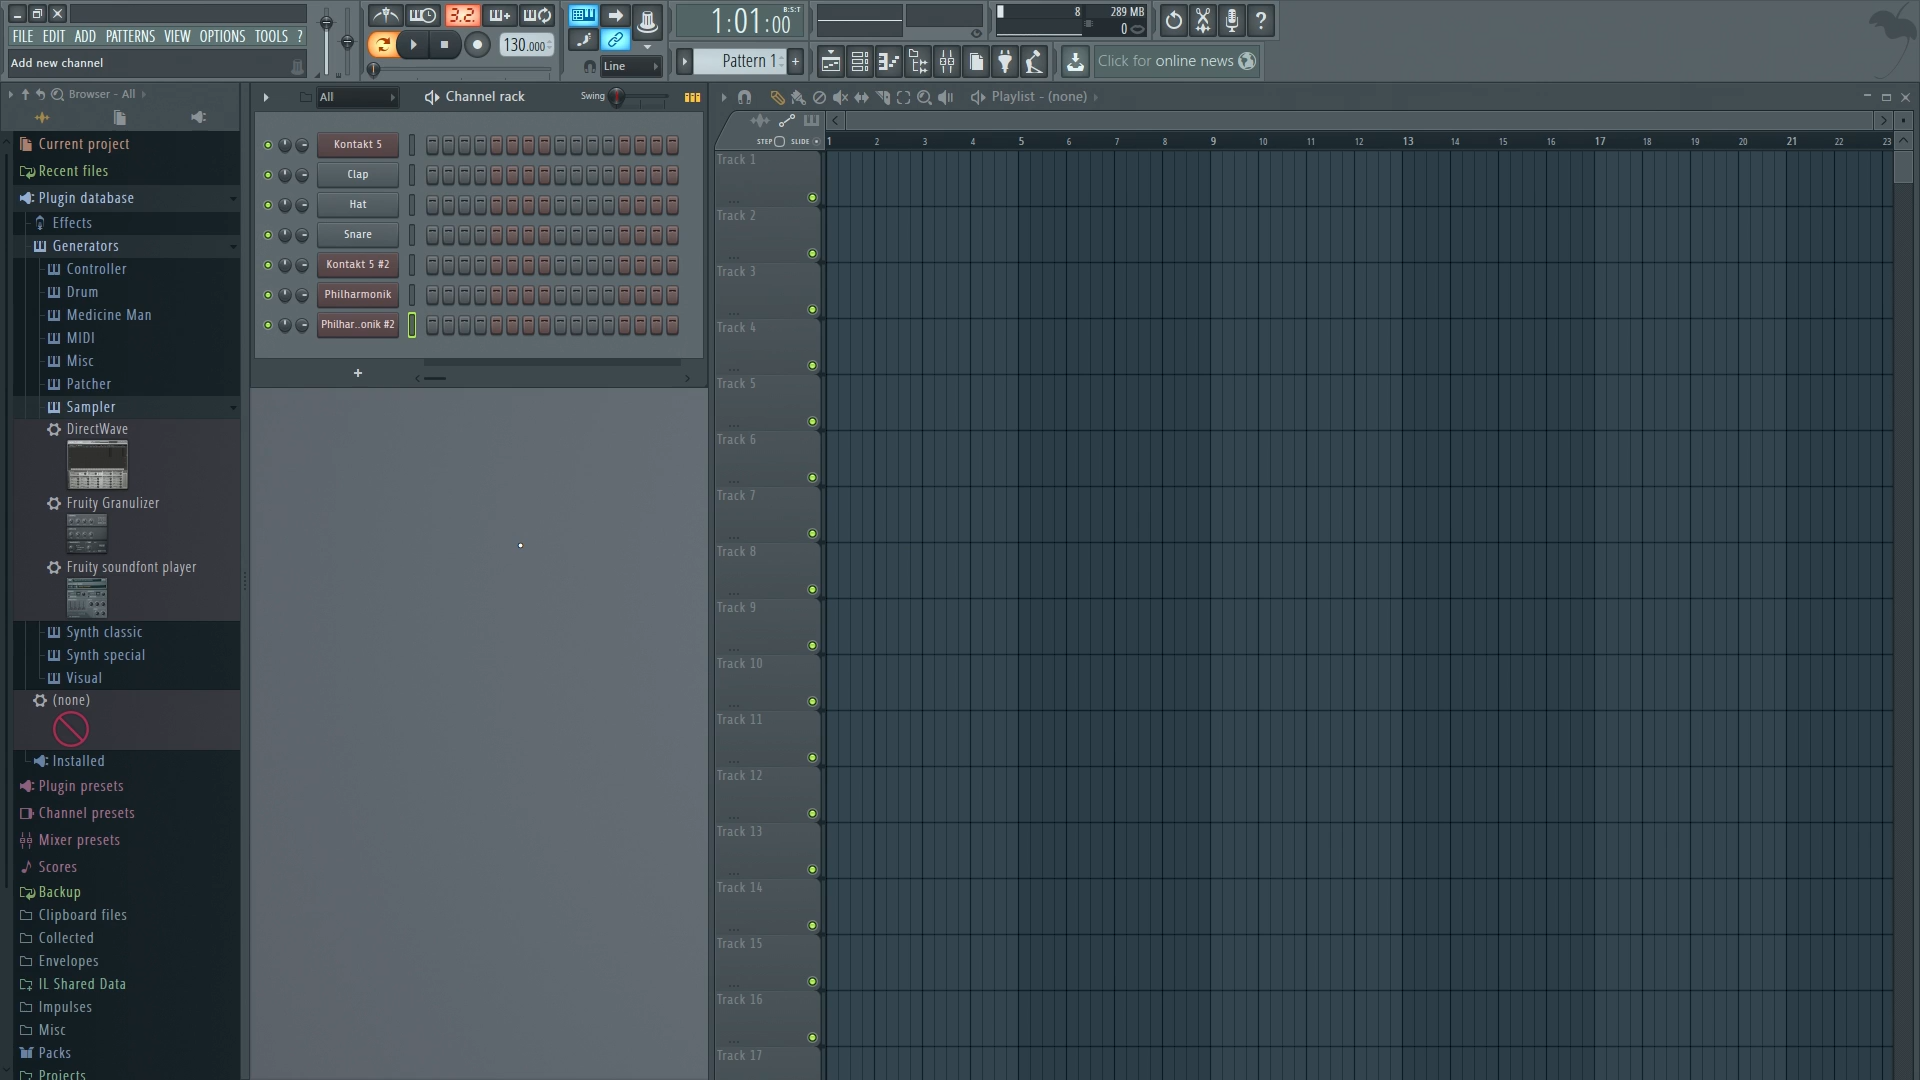 FILE EDIT ADD PATTERNS VIEW OPTIONS TOOLS ?
Add new channel
3.2.
130.000
Line
1:01:00
B:S:T
Pattern 1
8
289 MB
0
Click for online news
Browser - All
Current project
Recent files
Plugin database
Effects
Generators
Controller
Drum
Medicine Man
MIDI
Misc
Patcher
Sampler
DirectWave
Fruity Granulizer
Fruity soundfont player
Synth classic
Synth special
Visual
(none)
Installed
Plugin presets
Channel presets
Mixer presets
Scores
Backup
Clipboard files
Collected
Envelopes
IL Shared Data
Impulses
Misc
Packs
Projects
All
Channel rack
Swing
Kontakt 5
Clap
Hat
Snare
Kontakt 5 #2
Philharmonik
Philhar..onik #2
+
Playlist - (none)
STEP SLIDE
1 2 3 4 5 6 7 8 9 10 11 12 13 14 15 16 17 18 19 20 21 22 23
Track 1
Track 2
Track 3
Track 4
Track 5
Track 6
Track 7
Track 8
Track 9
Track 10
Track 11
Track 12
Track 13
Track 14
Track 15
Track 16
Track 17